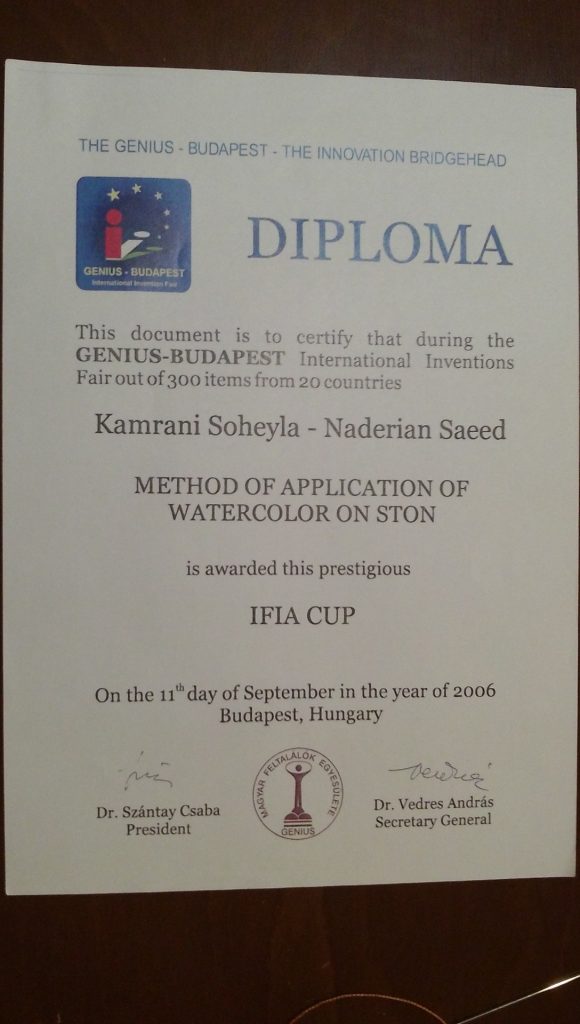 THE GENIUS - BUDAPEST - THE INNOVATION BRIDGEHEAD
GENIUS - BUDAPEST
International Invention Fair
DIPLOMA
This document is to certify that during the
GENIUS-BUDAPEST International Inventions
Fair out of 300 items from 20 countries
Kamrani Soheyla - Naderian Saeed
METHOD OF APPLICATION OF
WATERCOLOR ON STON
is awarded this prestigious
IFIA CUP
On the 11th day of September in the year of 2006
Budapest, Hungary
Dr. Szántay Csaba
President
MAGYAR FELTALÁLÓK EGYESÜLETE
GENIUS
Dr. Vedres András
Secretary General